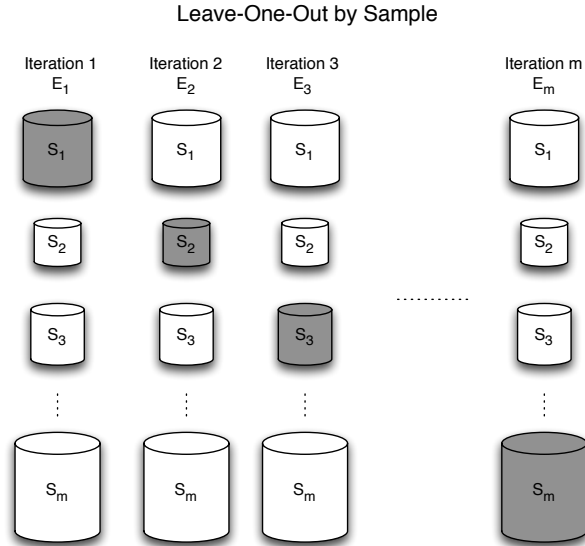 Leave-One-Out by Sample
Iteration 1 Iteration 2 Iteration 3 Iteration m
E₁ E₂ E₃ Eₘ
S₁ S₁ S₁ S₁
S₂ S₂ S₂ S₂
S₃ S₃ S₃ S₃
Sₘ Sₘ Sₘ Sₘ